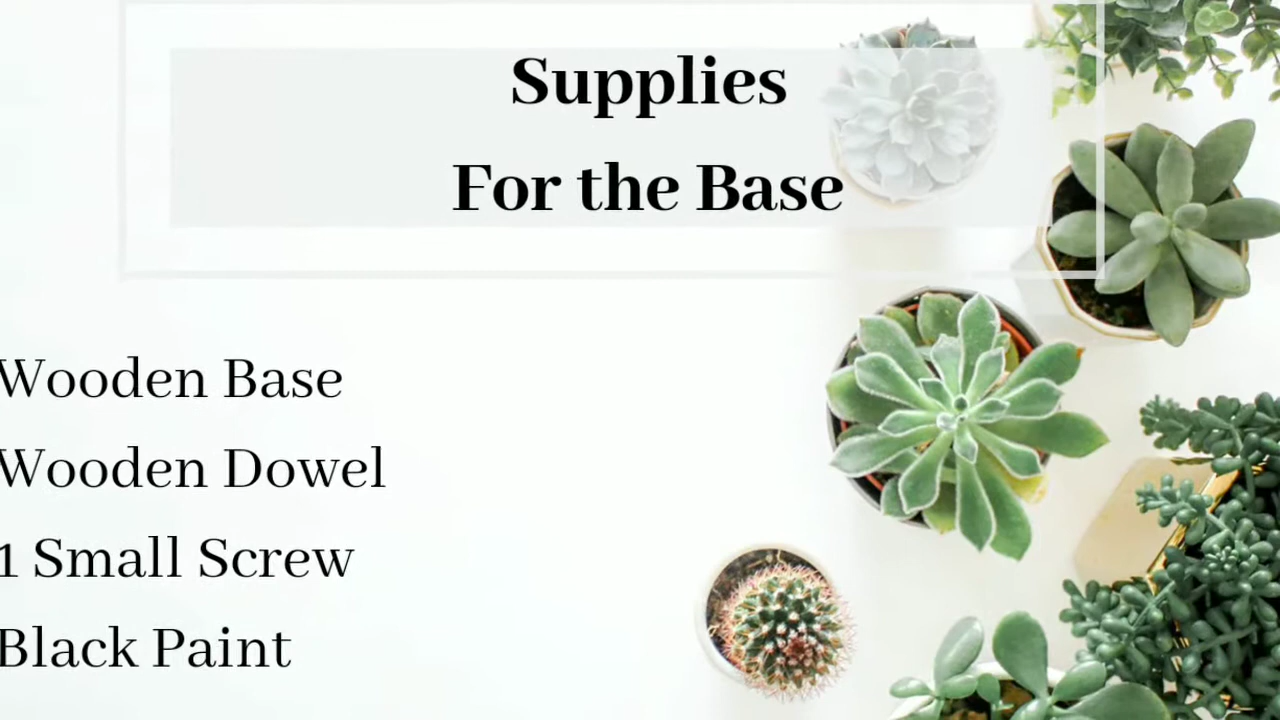 Supplies
For the Base
Wooden Base
Wooden Dowel
1 Small Screw
Black Paint